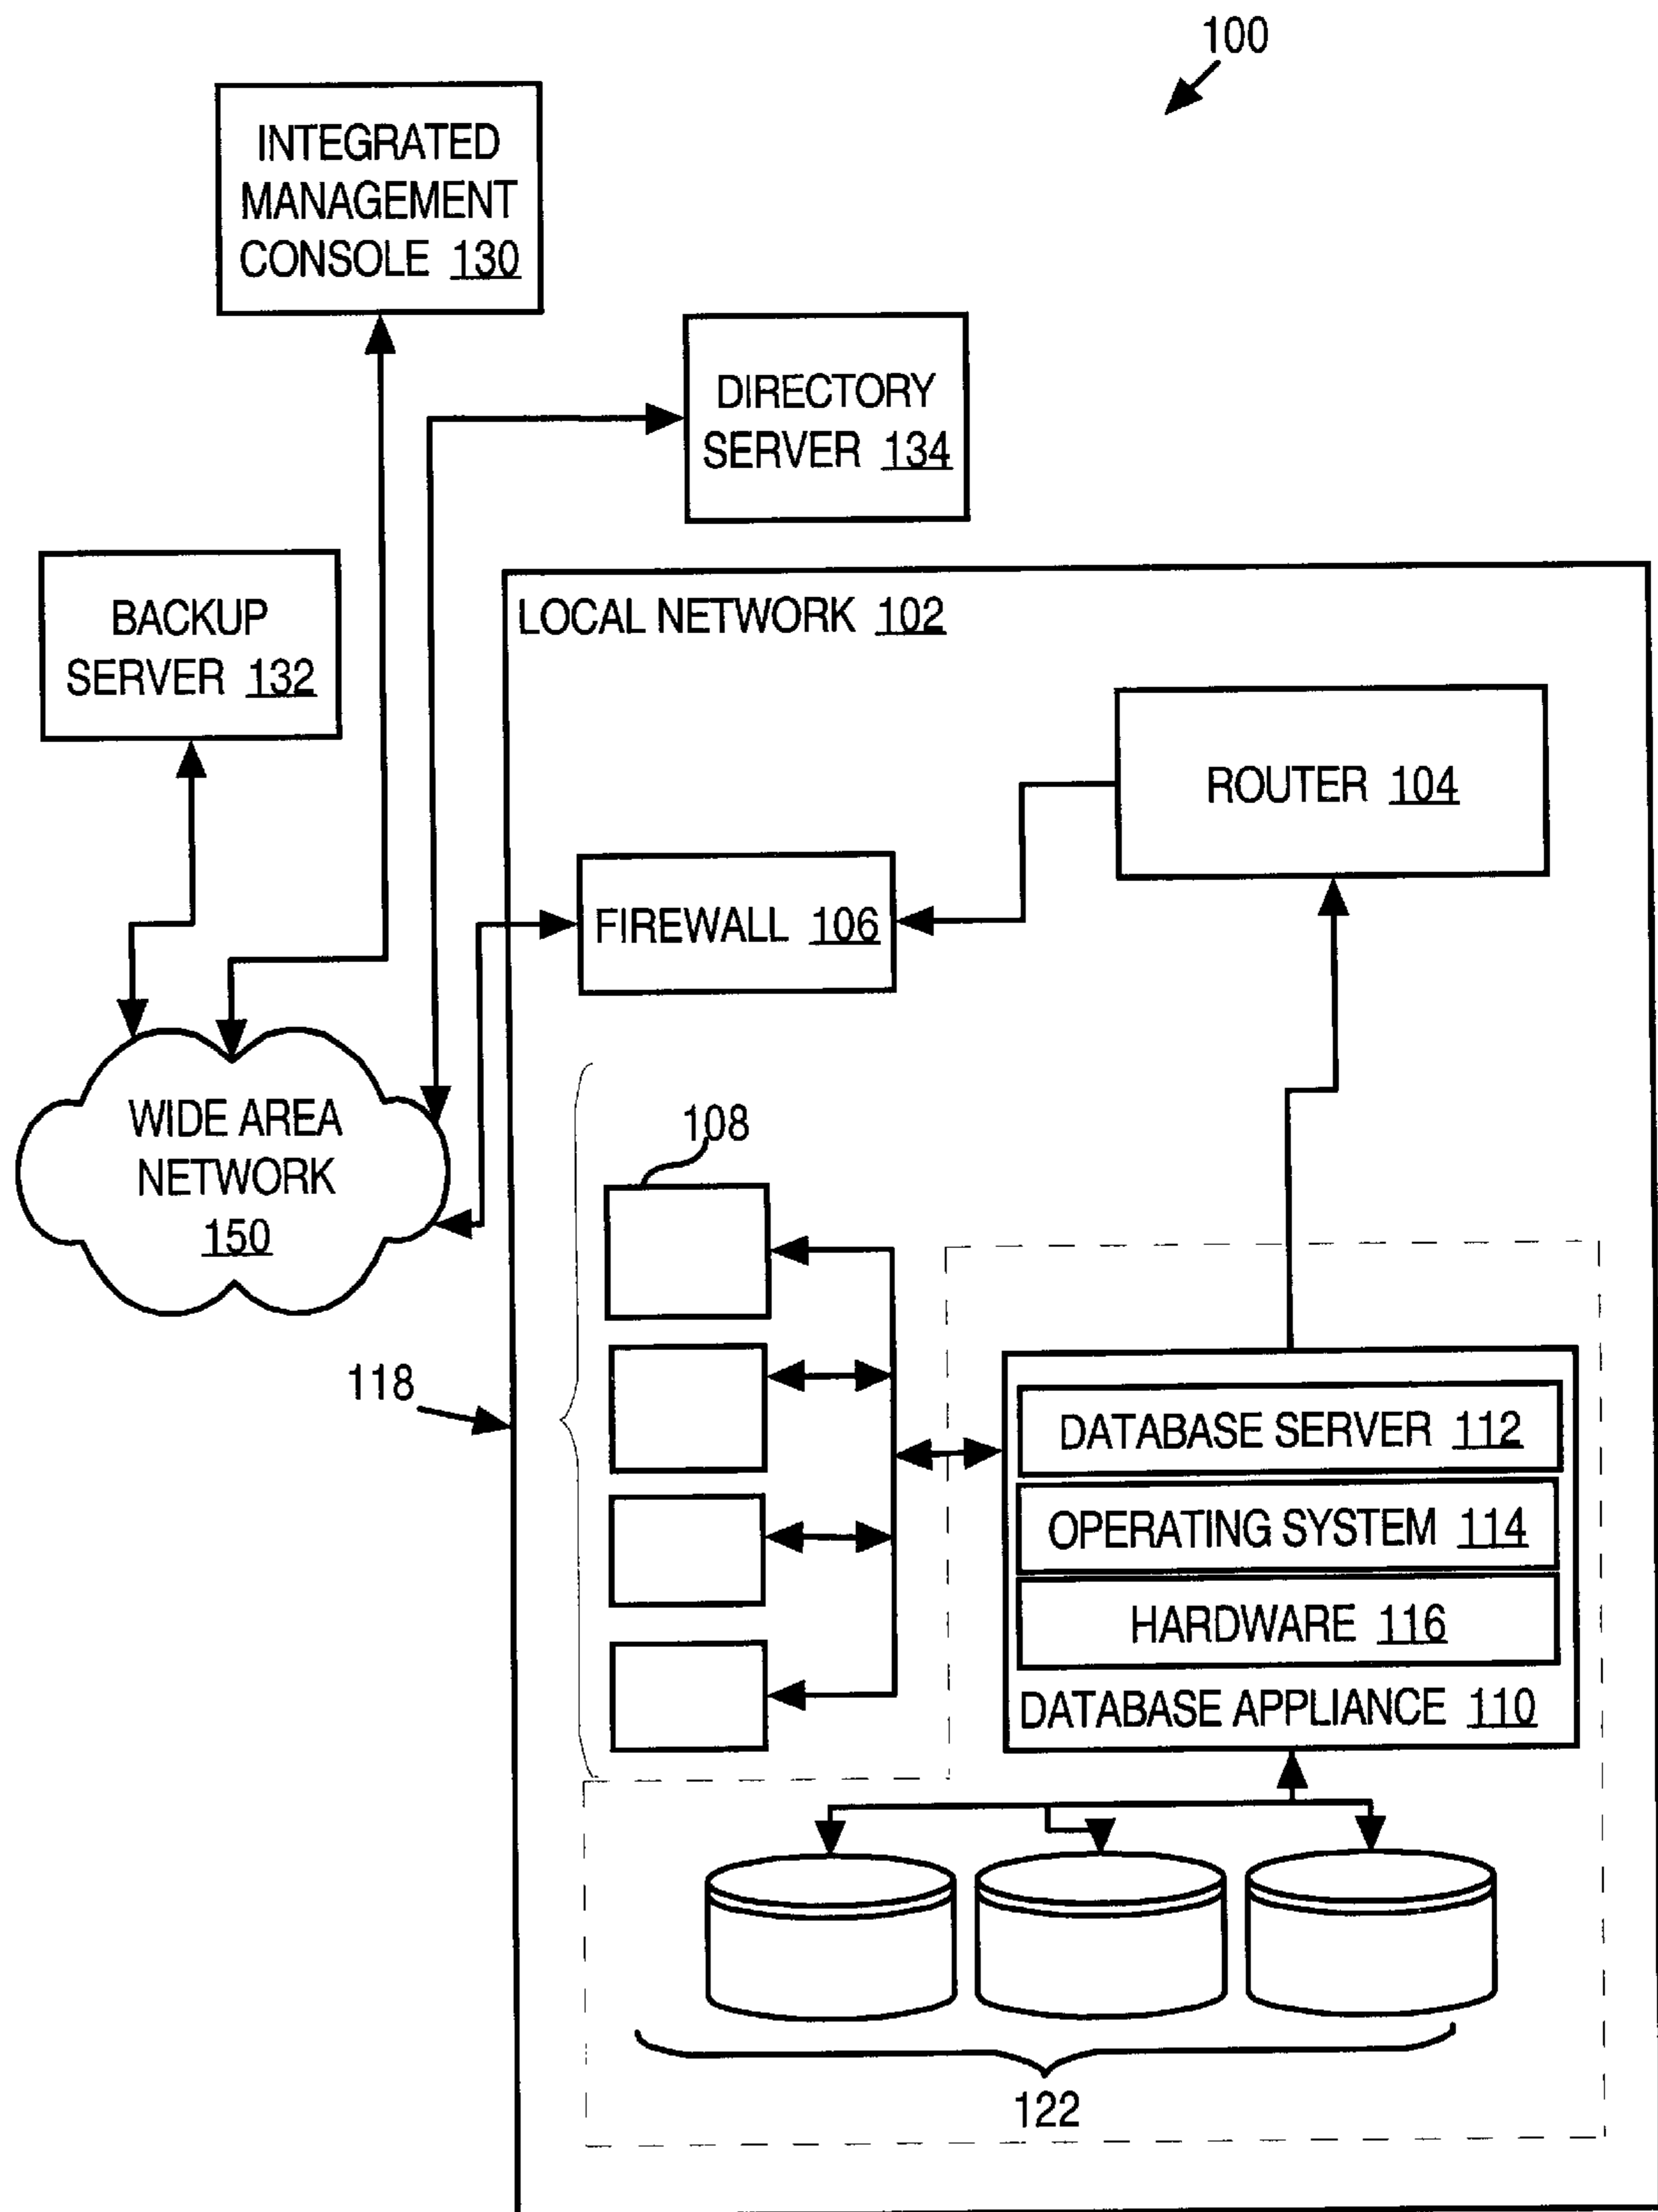 100
INTEGRATED
MANAGEMENT
CONSOLE 130
DIRECTORY
SERVER 134
BACKUP
SERVER 132
LOCAL NETWORK 102
ROUTER 104
FIREWALL 106
WIDE AREA
NETWORK
150
108
118
DATABASE SERVER 112
OPERATING SYSTEM 114
HARDWARE 116
DATABASE APPLIANCE 110
122